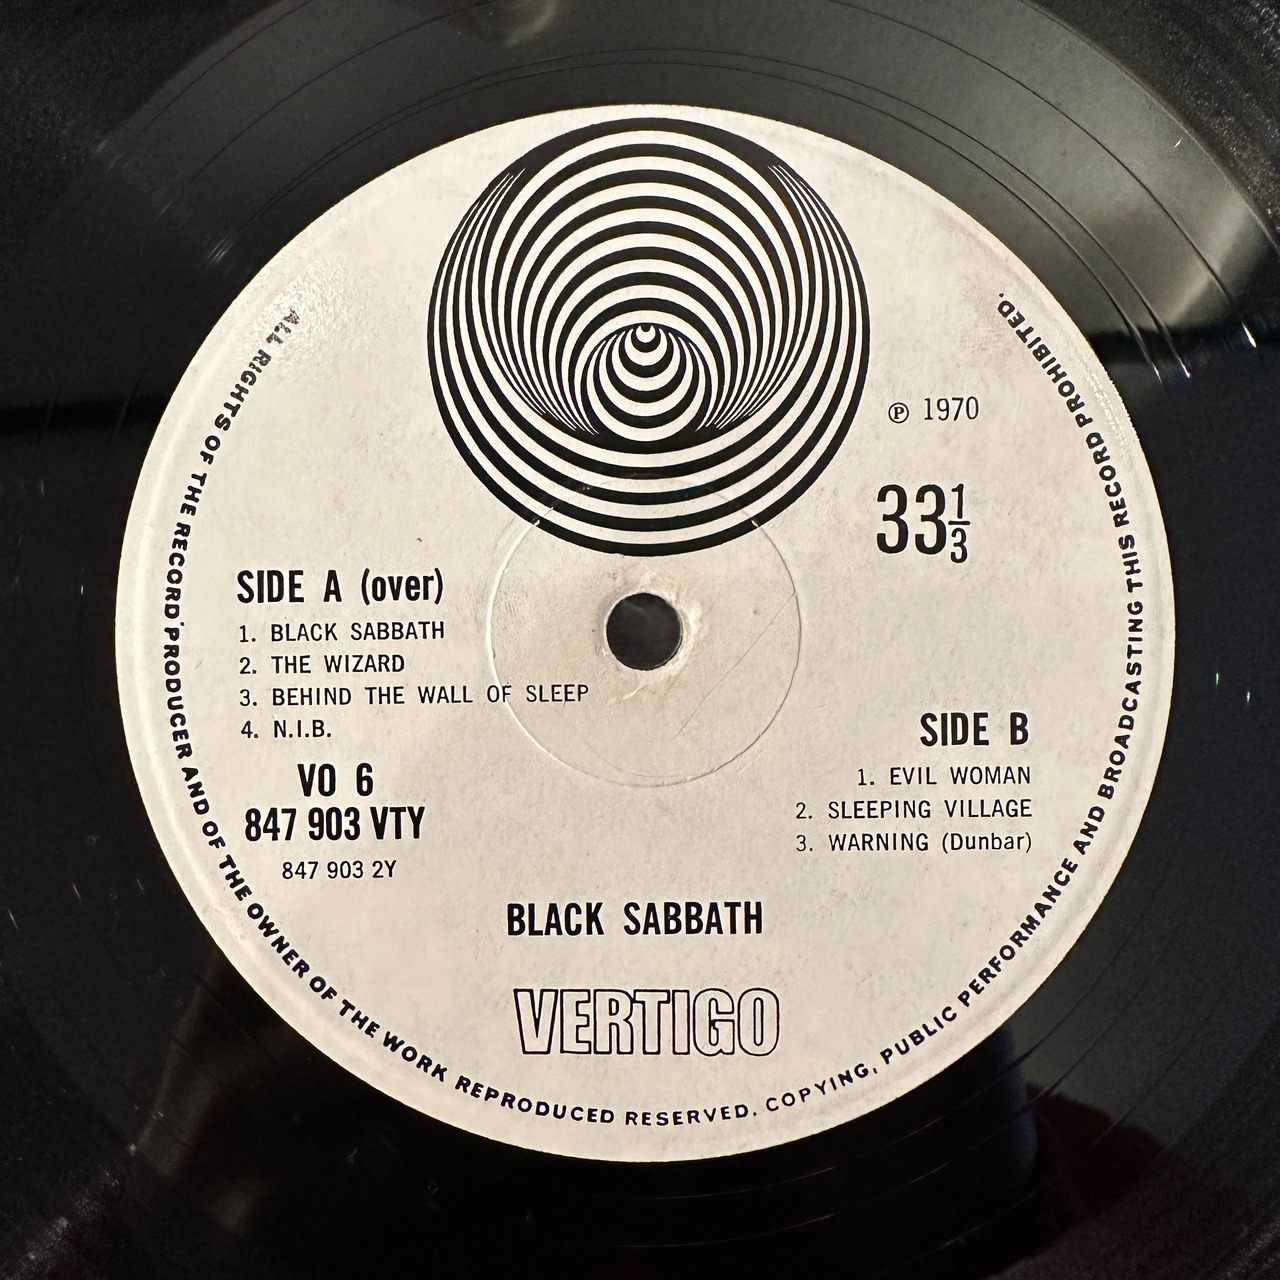 ℗ 1970
33 1/3
SIDE A (over)
1. BLACK SABBATH
2. THE WIZARD
3. BEHIND THE WALL OF SLEEP
4. N.I.B.
VO 6
847 903 VTY
847 903 2Y
SIDE B
1. EVIL WOMAN
2. SLEEPING VILLAGE
3. WARNING (Dunbar)
BLACK SABBATH
VERTIGO
ALL RIGHTS OF THE RECORD PRODUCER AND OF THE OWNER OF THE WORK REPRODUCED RESERVED. COPYING, PUBLIC PERFORMANCE AND BROADCASTING THIS RECORD PROHIBITED.